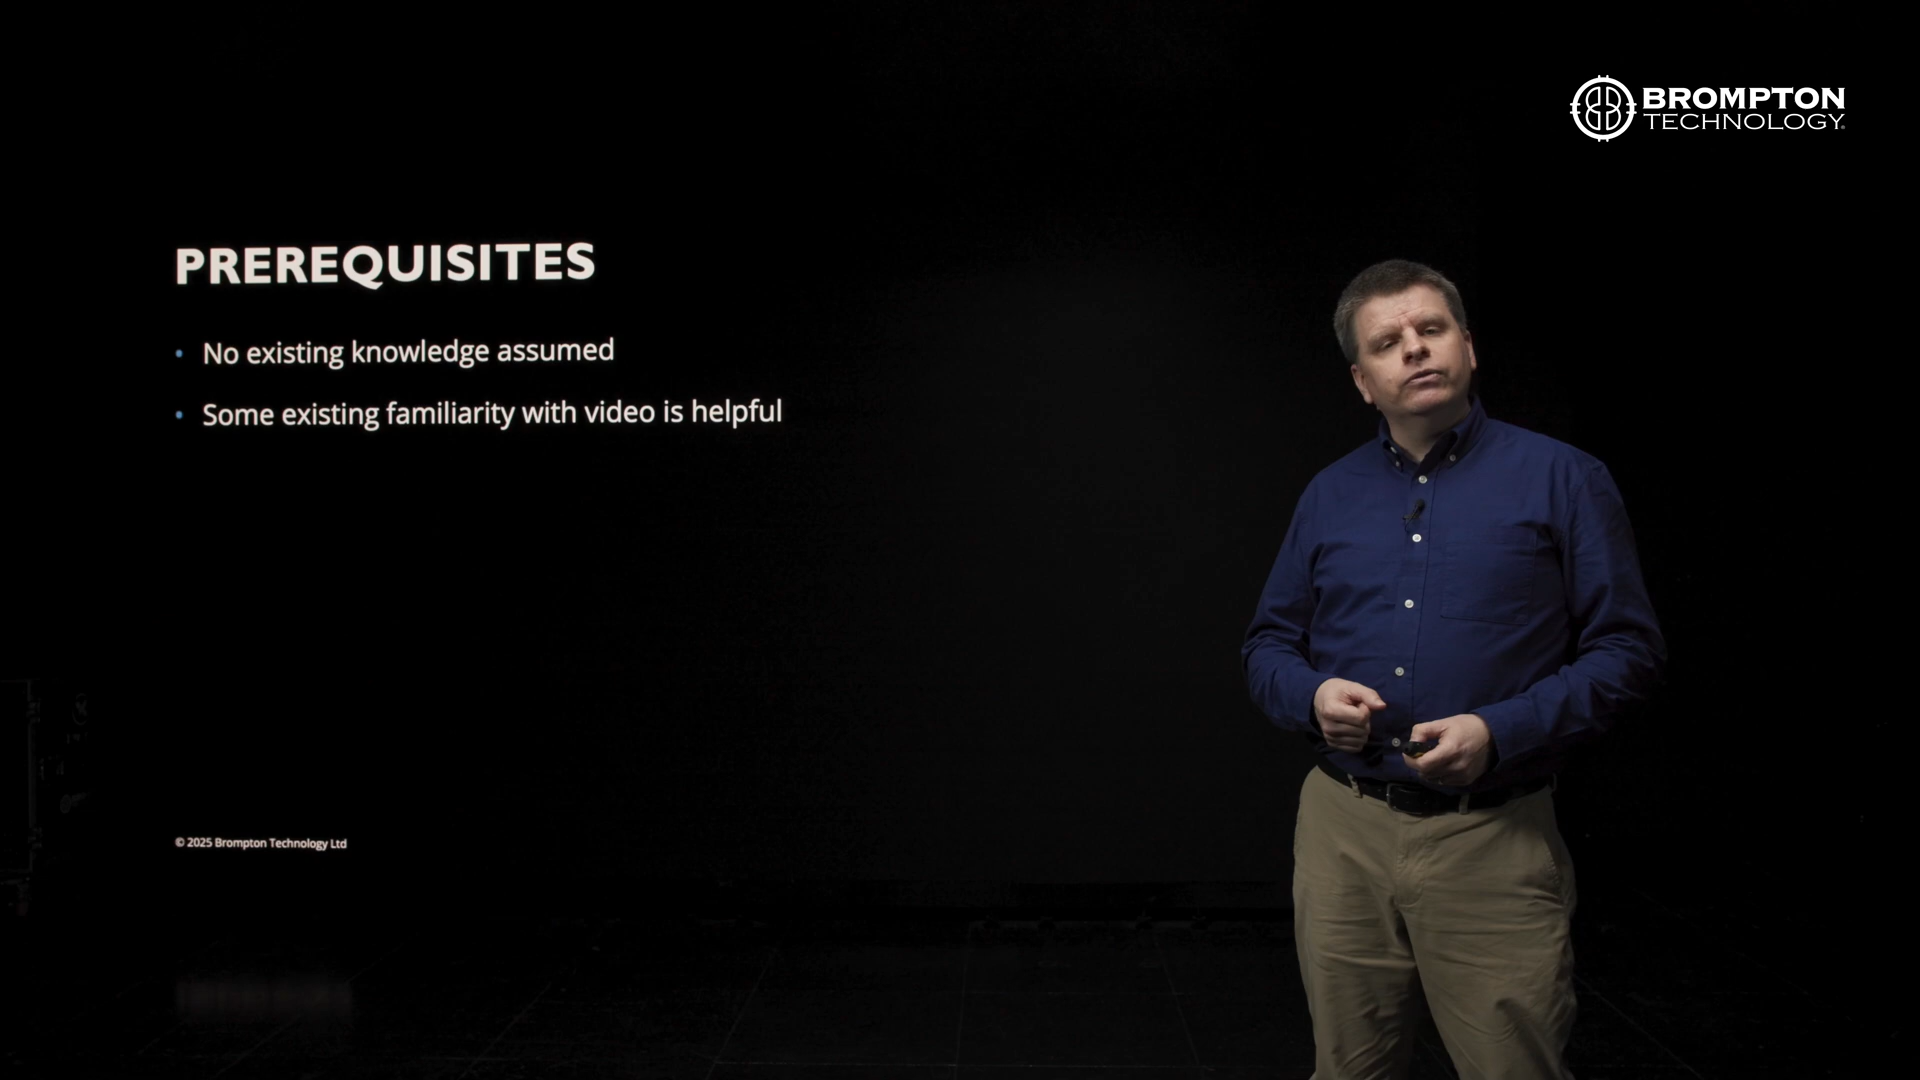 BROMPTON
TECHNOLOGY
PREREQUISITES
• No existing knowledge assumed
• Some existing familiarity with video is helpful
© 2025 Brompton Technology Ltd